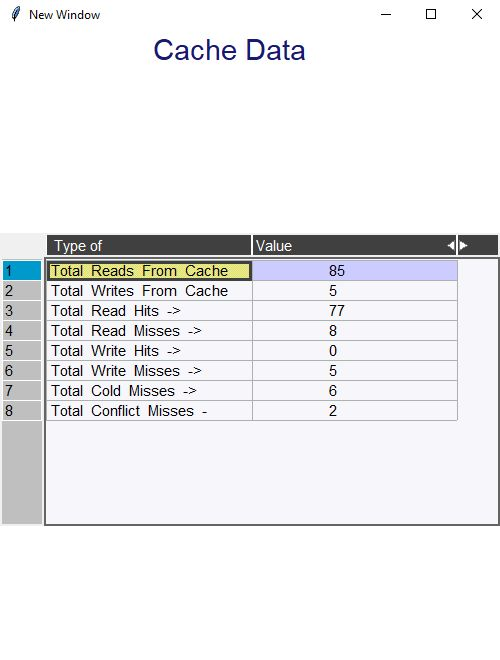 New Window
Cache Data
Type of Value
1 Total Reads From Cache 85
2 Total Writes From Cache 5
3 Total Read Hits -> 77
4 Total Read Misses -> 8
5 Total Write Hits -> 0
6 Total Write Misses -> 5
7 Total Cold Misses -> 6
8 Total Conflict Misses - 2